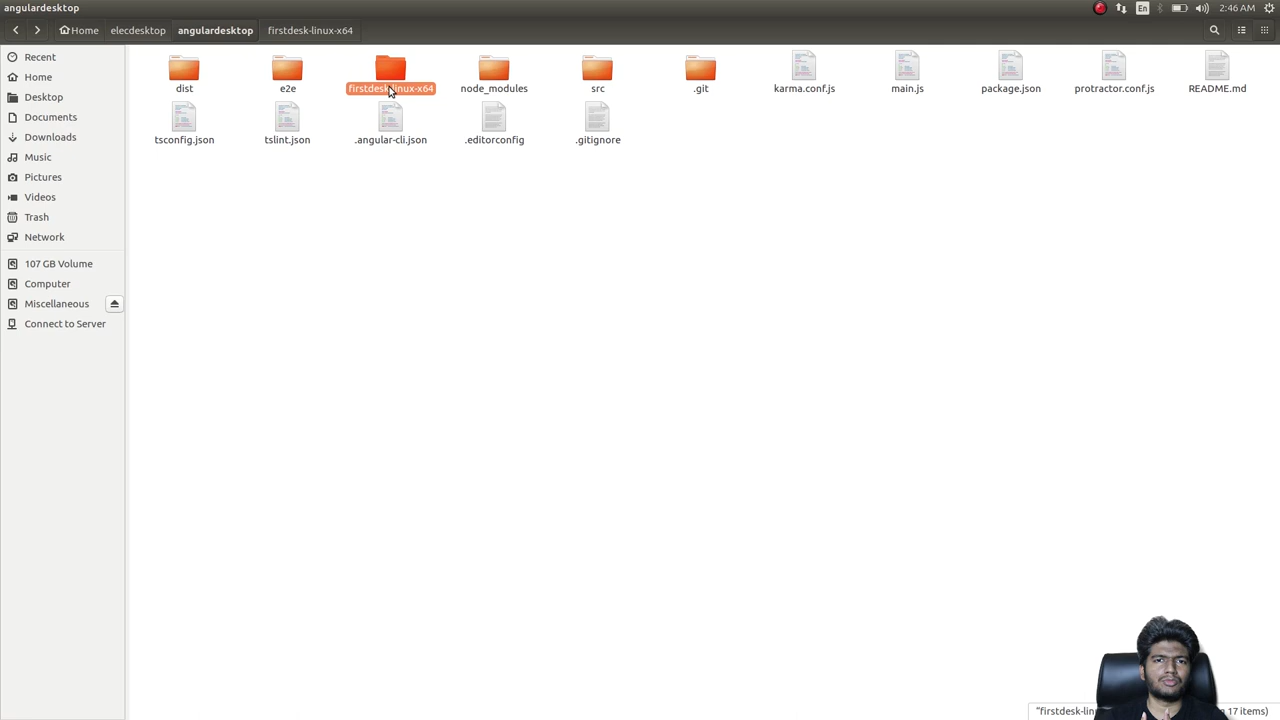 angulardesktop
En
2:46 AM
Home
elecdesktop
angulardesktop
firstdesk-linux-x64
Recent
Home
Desktop
Documents
Downloads
Music
Pictures
Videos
Trash
Network
107 GB Volume
Computer
Miscellaneous
Connect to Server
dist
e2e
firstdesk-linux-x64
node_modules
src
.git
karma.conf.js
main.js
package.json
protractor.conf.js
README.md
tsconfig.json
tslint.json
.angular-cli.json
.editorconfig
.gitignore
17 items)